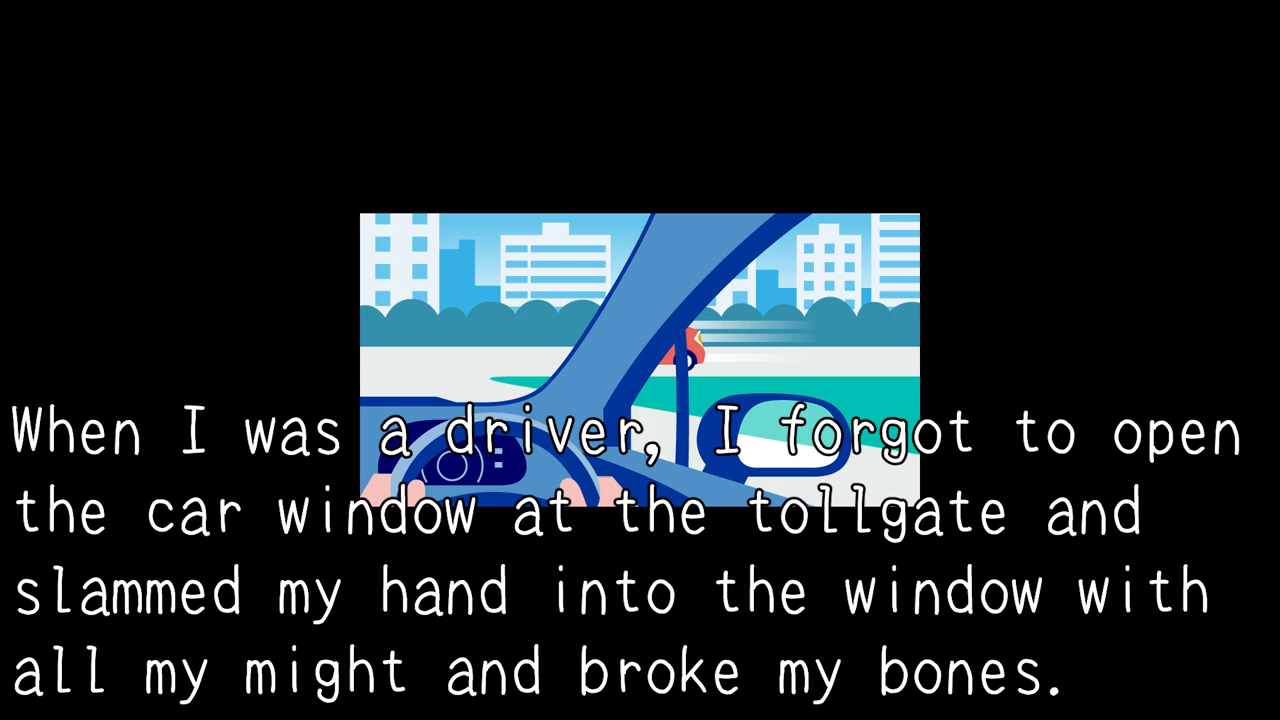 When I was a driver, I forgot to open
the car window at the tollgate and
slammed my hand into the window with
all my might and broke my bones.